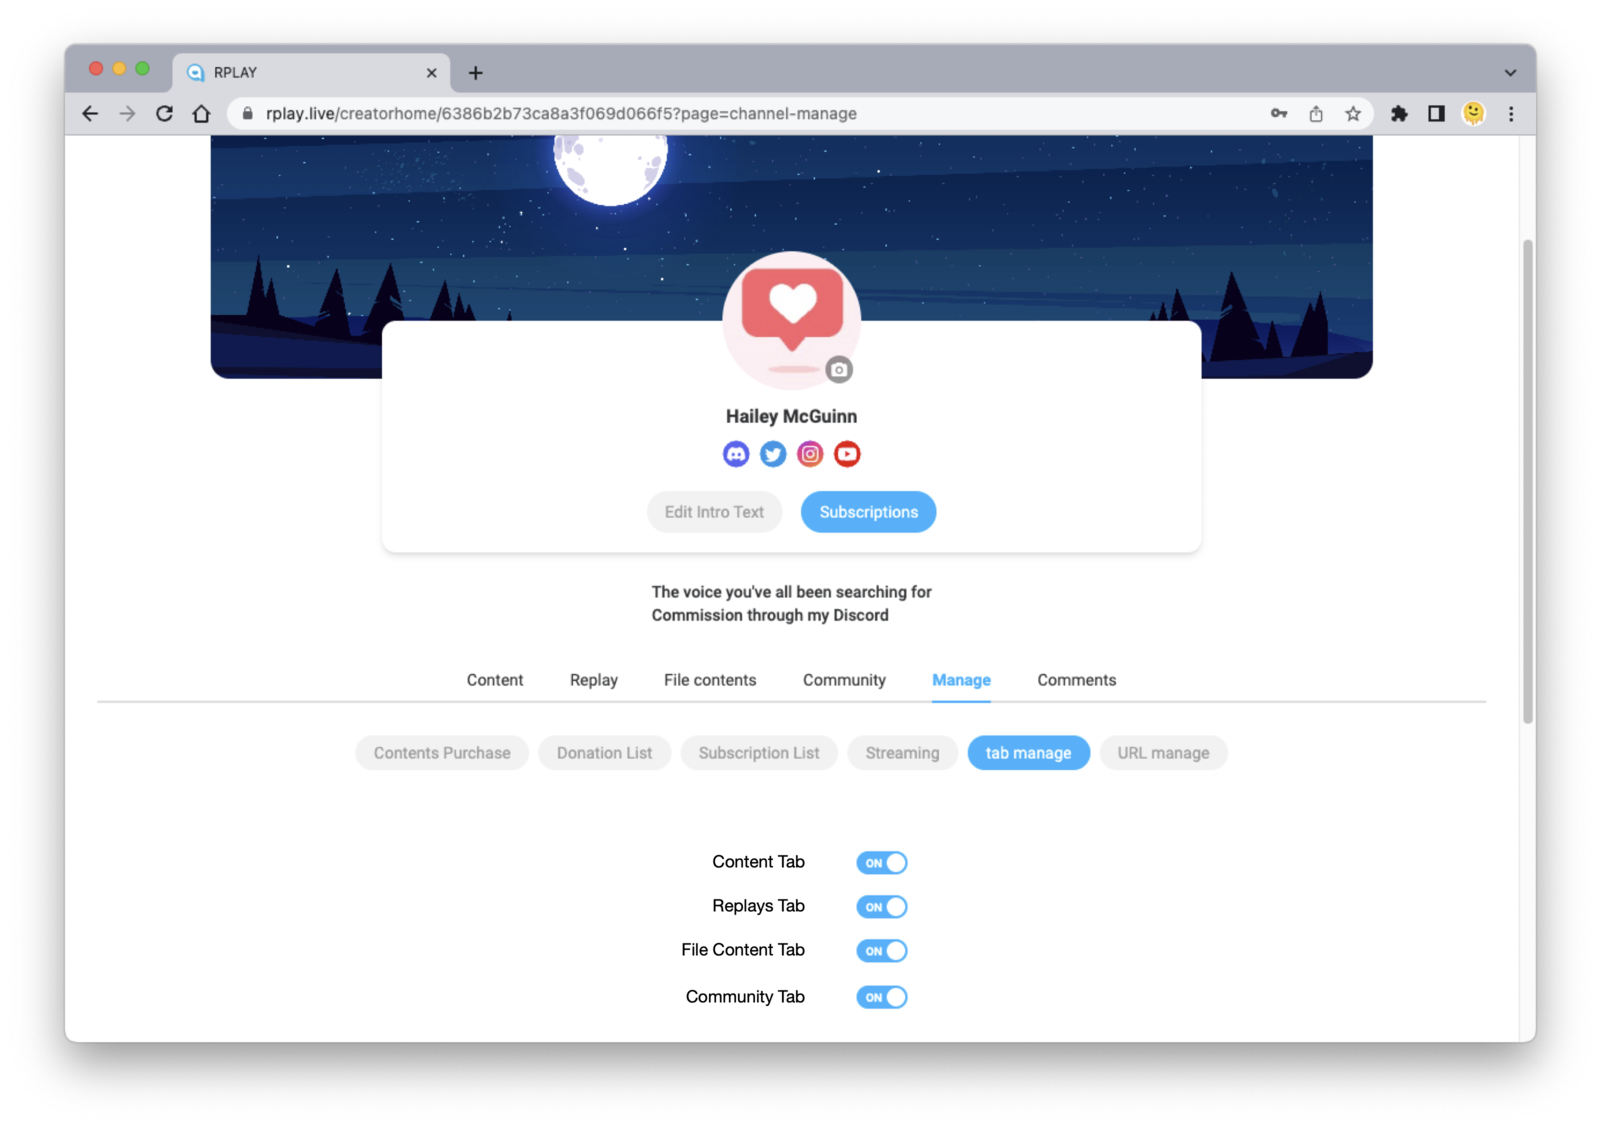 RPLAY
rplay.live/creatorhome/6386b2b73ca8a3f069d066f5?page=channel-manage
Hailey McGuinn
Edit Intro Text Subscriptions
The voice you've all been searching for
Commission through my Discord
Content Replay File contents Community Manage Comments
Contents Purchase Donation List Subscription List Streaming tab manage URL manage
Content Tab ON
Replays Tab ON
File Content Tab ON
Community Tab ON